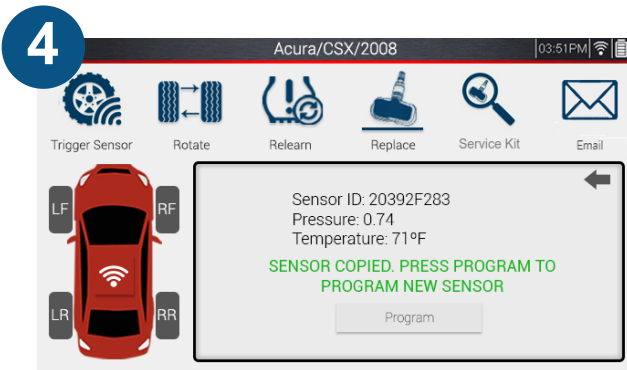 4
Acura/CSX/2008
03:51PM
Trigger Sensor
Rotate
Relearn
Replace
Service Kit
Email
LF
RF
LR
RR
Sensor ID: 20392F283
Pressure: 0.74
Temperature: 71ºF
SENSOR COPIED. PRESS PROGRAM TO
PROGRAM NEW SENSOR
Program